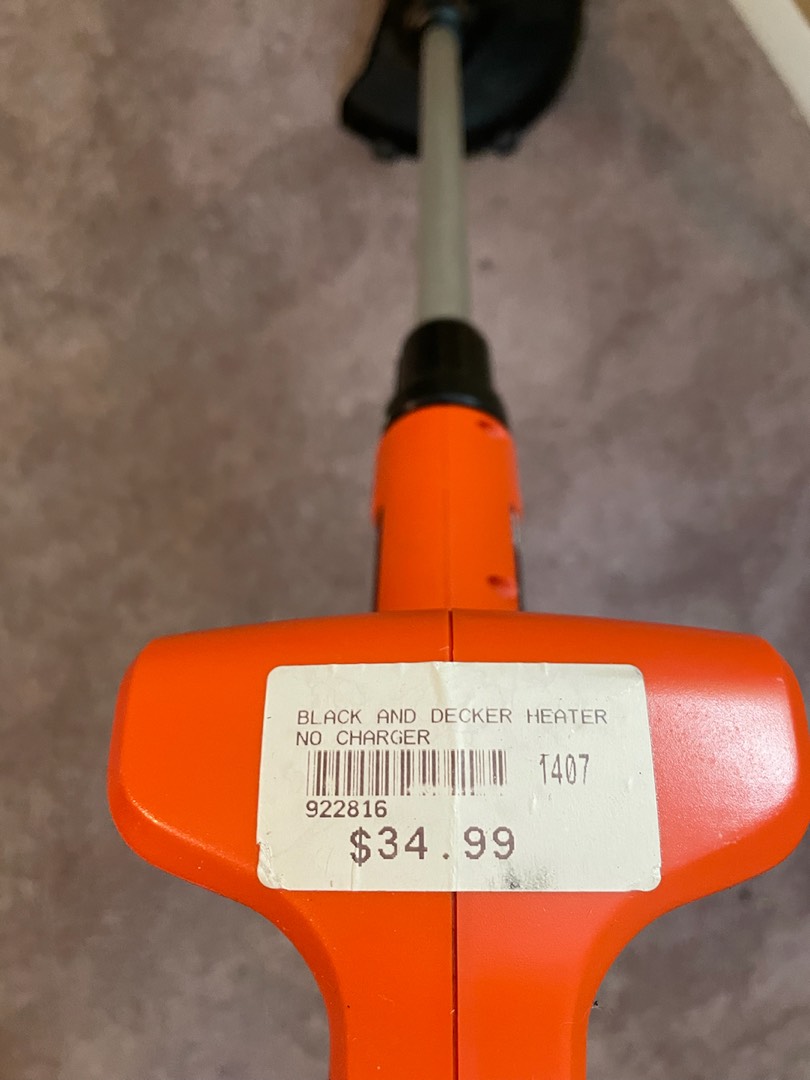 BLACK AND DECKER HEATER
NO CHARGER
1407
922816
$34.99